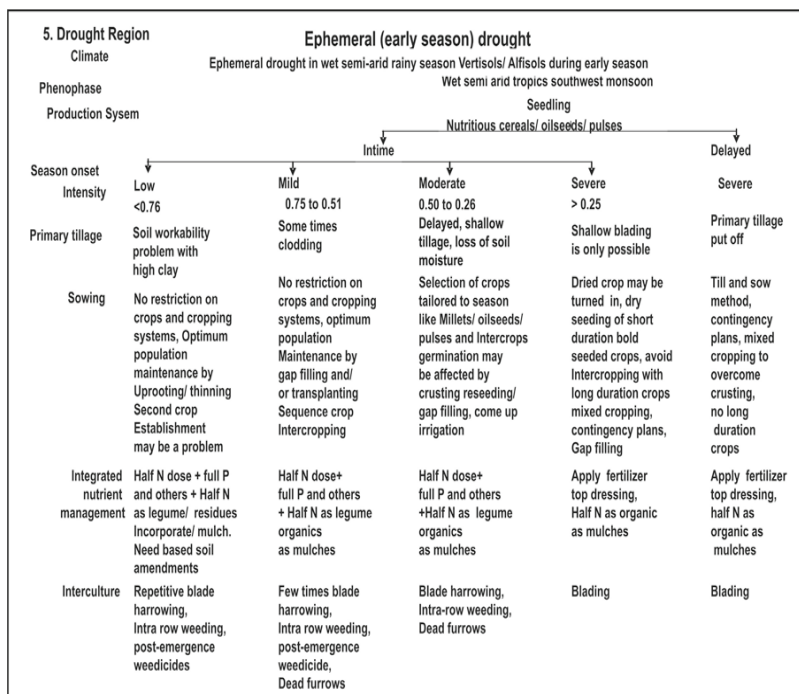 5. Drought Region
Ephemeral (early season) drought
Climate
Ephemeral drought in wet semi-arid rainy season Vertisols/ Alfisols during early season
Wet semi arid tropics southwest monsoon
Phenophase
Seedling
Production Sysem
Nutritious cereals/ oilseeds/ pulses
Intime
Delayed
Season onset
Intensity
Low
<0.76
Mild
0.75 to 0.51
Moderate
0.50 to 0.26
Severe
> 0.25
Severe
Primary tillage
Soil workability
problem with
high clay
Some times
clodding
Delayed, shallow
tillage, loss of soil
moisture
Shallow blading
is only possible
Primary tillage
put off
Sowing
No restriction on
crops and cropping
systems, Optimum
population
maintenance by
Uprooting/ thinning
Second crop
Establishment
may be a problem
No restriction on
crops and cropping
systems, optimum
population
Maintenance by
gap filling and/
or transplanting
Sequence crop
Intercropping
Selection of crops
tailored to season
like Millets/ oilseeds/
pulses and Intercrops
germination may
be affected by
crusting reseeding/
gap filling, come up
irrigation
Dried crop may be
turned in, dry
seeding of short
duration bold
seeded crops, avoid
Intercropping with
long duration crops
mixed cropping,
contingency plans,
Gap filling
Till and sow
method,
contingency
plans, mixed
cropping to
overcome
crusting,
no long
duration
crops
Integrated
nutrient
management
Half N dose + full P
and others + Half N
as legume/ residues
Incorporate/ mulch.
Need based soil
amendments
Half N dose+
full P and others
+ Half N as legume
organics
as mulches
Half N dose+
full P and others
+Half N as legume
organics
as mulches
Apply fertilizer
top dressing,
Half N as organic
as mulches
Apply fertilizer
top dressing,
half N as
organic as
mulches
Interculture
Repetitive blade
harrowing,
Intra row weeding,
post-emergence
weedicides
Few times blade
harrowing,
Intra row weeding,
post-emergence
weedicide,
Dead furrows
Blade harrowing,
Intra-row weeding,
Dead furrows
Blading
Blading